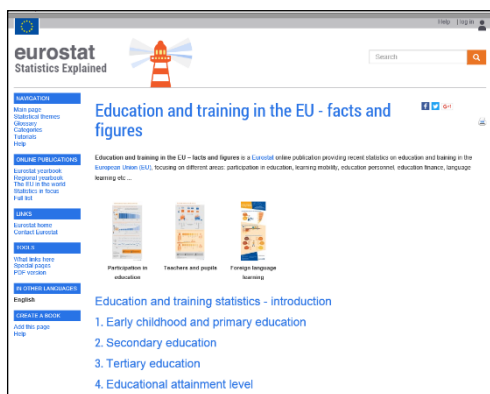 Help | log in
eurostat
Statistics Explained
Search
NAVIGATION
Main page
Statistical themes
Glossary
Categories
Tutorials
Help
ONLINE PUBLICATIONS
Eurostat yearbook
Regional yearbook
The EU in the world
Statistics in focus
Full list
LINKS
Eurostat home
Contact Eurostat
TOOLS
What links here
Special pages
PDF version
IN OTHER LANGUAGES
English
CREATE A BOOK
Add this page
Help
Education and training in the EU - facts and
figures
Education and training in the EU – facts and figures is a Eurostat online publication providing recent statistics on education and training in the
European Union (EU), focusing on different areas: participation in education, learning mobility, education personnel, education finance, language
learning etc ...
Participation in
education
Teachers and pupils
Foreign language
learning
Education and training statistics - introduction
1. Early childhood and primary education
2. Secondary education
3. Tertiary education
4. Educational attainment level